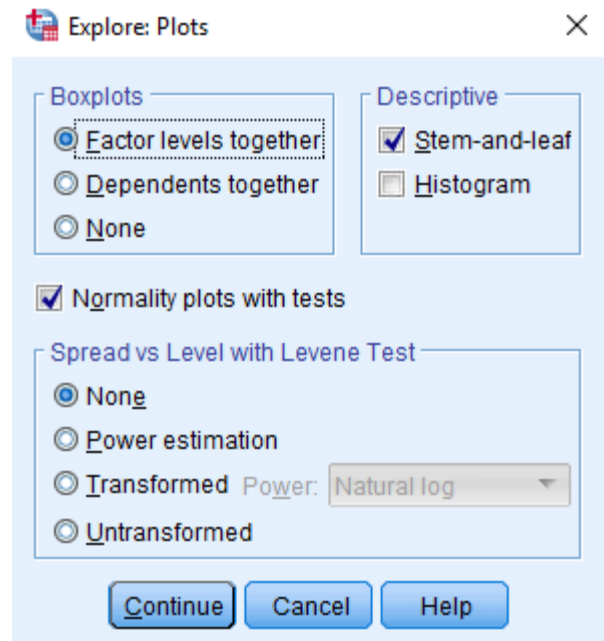 Explore: Plots
Boxplots
Factor levels together
Dependents together
None
Descriptive
Stem-and-leaf
Histogram
Normality plots with tests
Spread vs Level with Levene Test
None
Power estimation
Transformed Power: Natural log
Untransformed
Continue Cancel Help